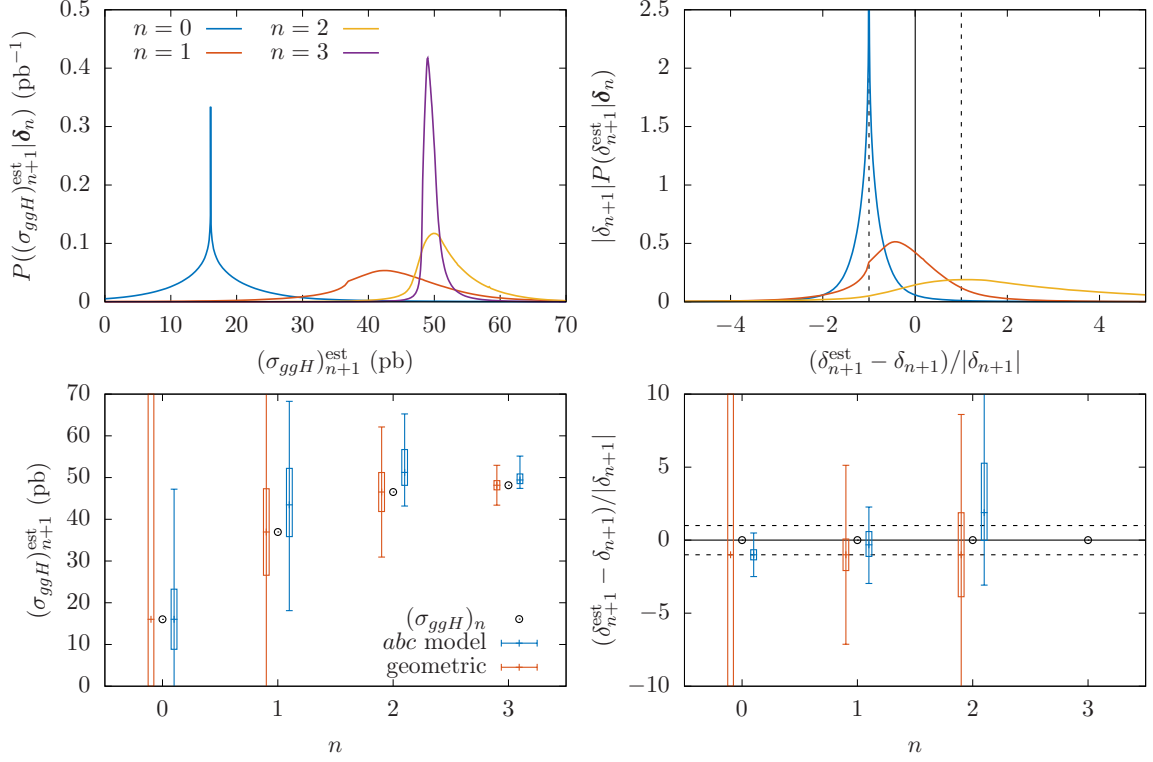 P((σ_{ggH})^{est}_{n+1}|δ_n) (pb^{−1})
0.5
0.4
0.3
0.2
0.1
0
n = 0
n = 1
n = 2
n = 3
0 10 20 30 40 50 60 70
(σ_{ggH})^{est}_{n+1} (pb)
|δ_{n+1}|P(δ^{est}_{n+1}|δ_n)
2.5
2
1.5
1
0.5
0
−4 −2 0 2 4
(δ^{est}_{n+1} − δ_{n+1})/|δ_{n+1}|
(σ_{ggH})^{est}_{n+1} (pb)
70
60
50
40
30
20
10
0
(σ_{ggH})_n
abc model
geometric
0 1 2 3
n
(δ^{est}_{n+1} − δ_{n+1})/|δ_{n+1}|
10
5
0
−5
−10
0 1 2 3
n